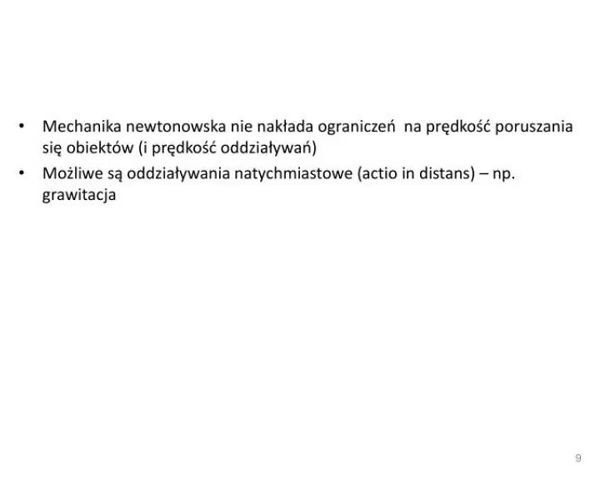 • Mechanika newtonowska nie nakłada ograniczeń  na prędkość poruszania
się obiektów (i prędkość oddziaływań)
• Możliwe są oddziaływania natychmiastowe (actio in distans) – np.
grawitacja
9